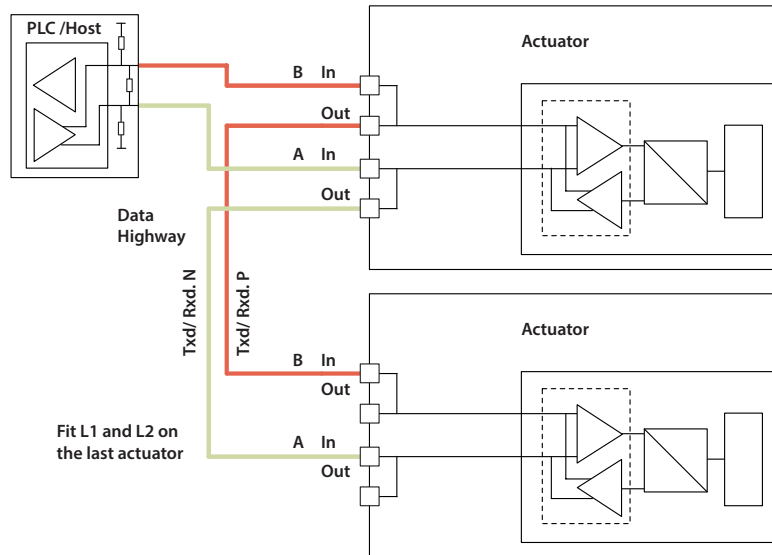 PLC /Host
Actuator
B In
Out
A In
Out
Data
Highway
Txd/ Rxd. N
Txd/ Rxd. P
Actuator
B In
Out
A In
Out
Fit L1 and L2 on
the last actuator